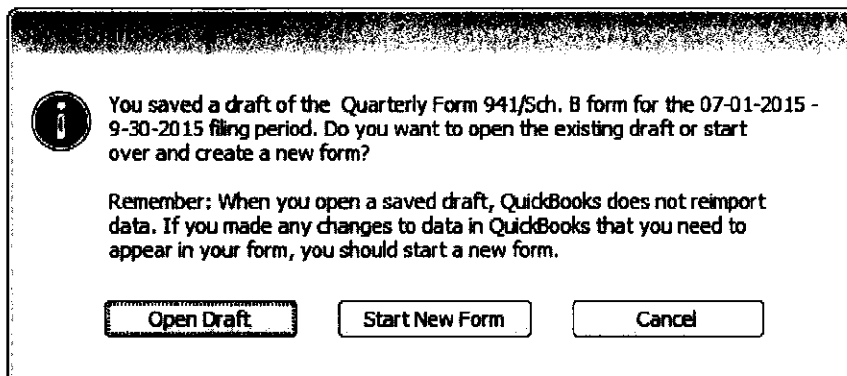 You saved a draft of the Quarterly Form 941/Sch. B form for the 07-01-2015 -
9-30-2015 filing period. Do you want to open the existing draft or start
over and create a new form?
Remember: When you open a saved draft, QuickBooks does not reimport
data. If you made any changes to data in QuickBooks that you need to
appear in your form, you should start a new form.
Open Draft Start New Form Cancel